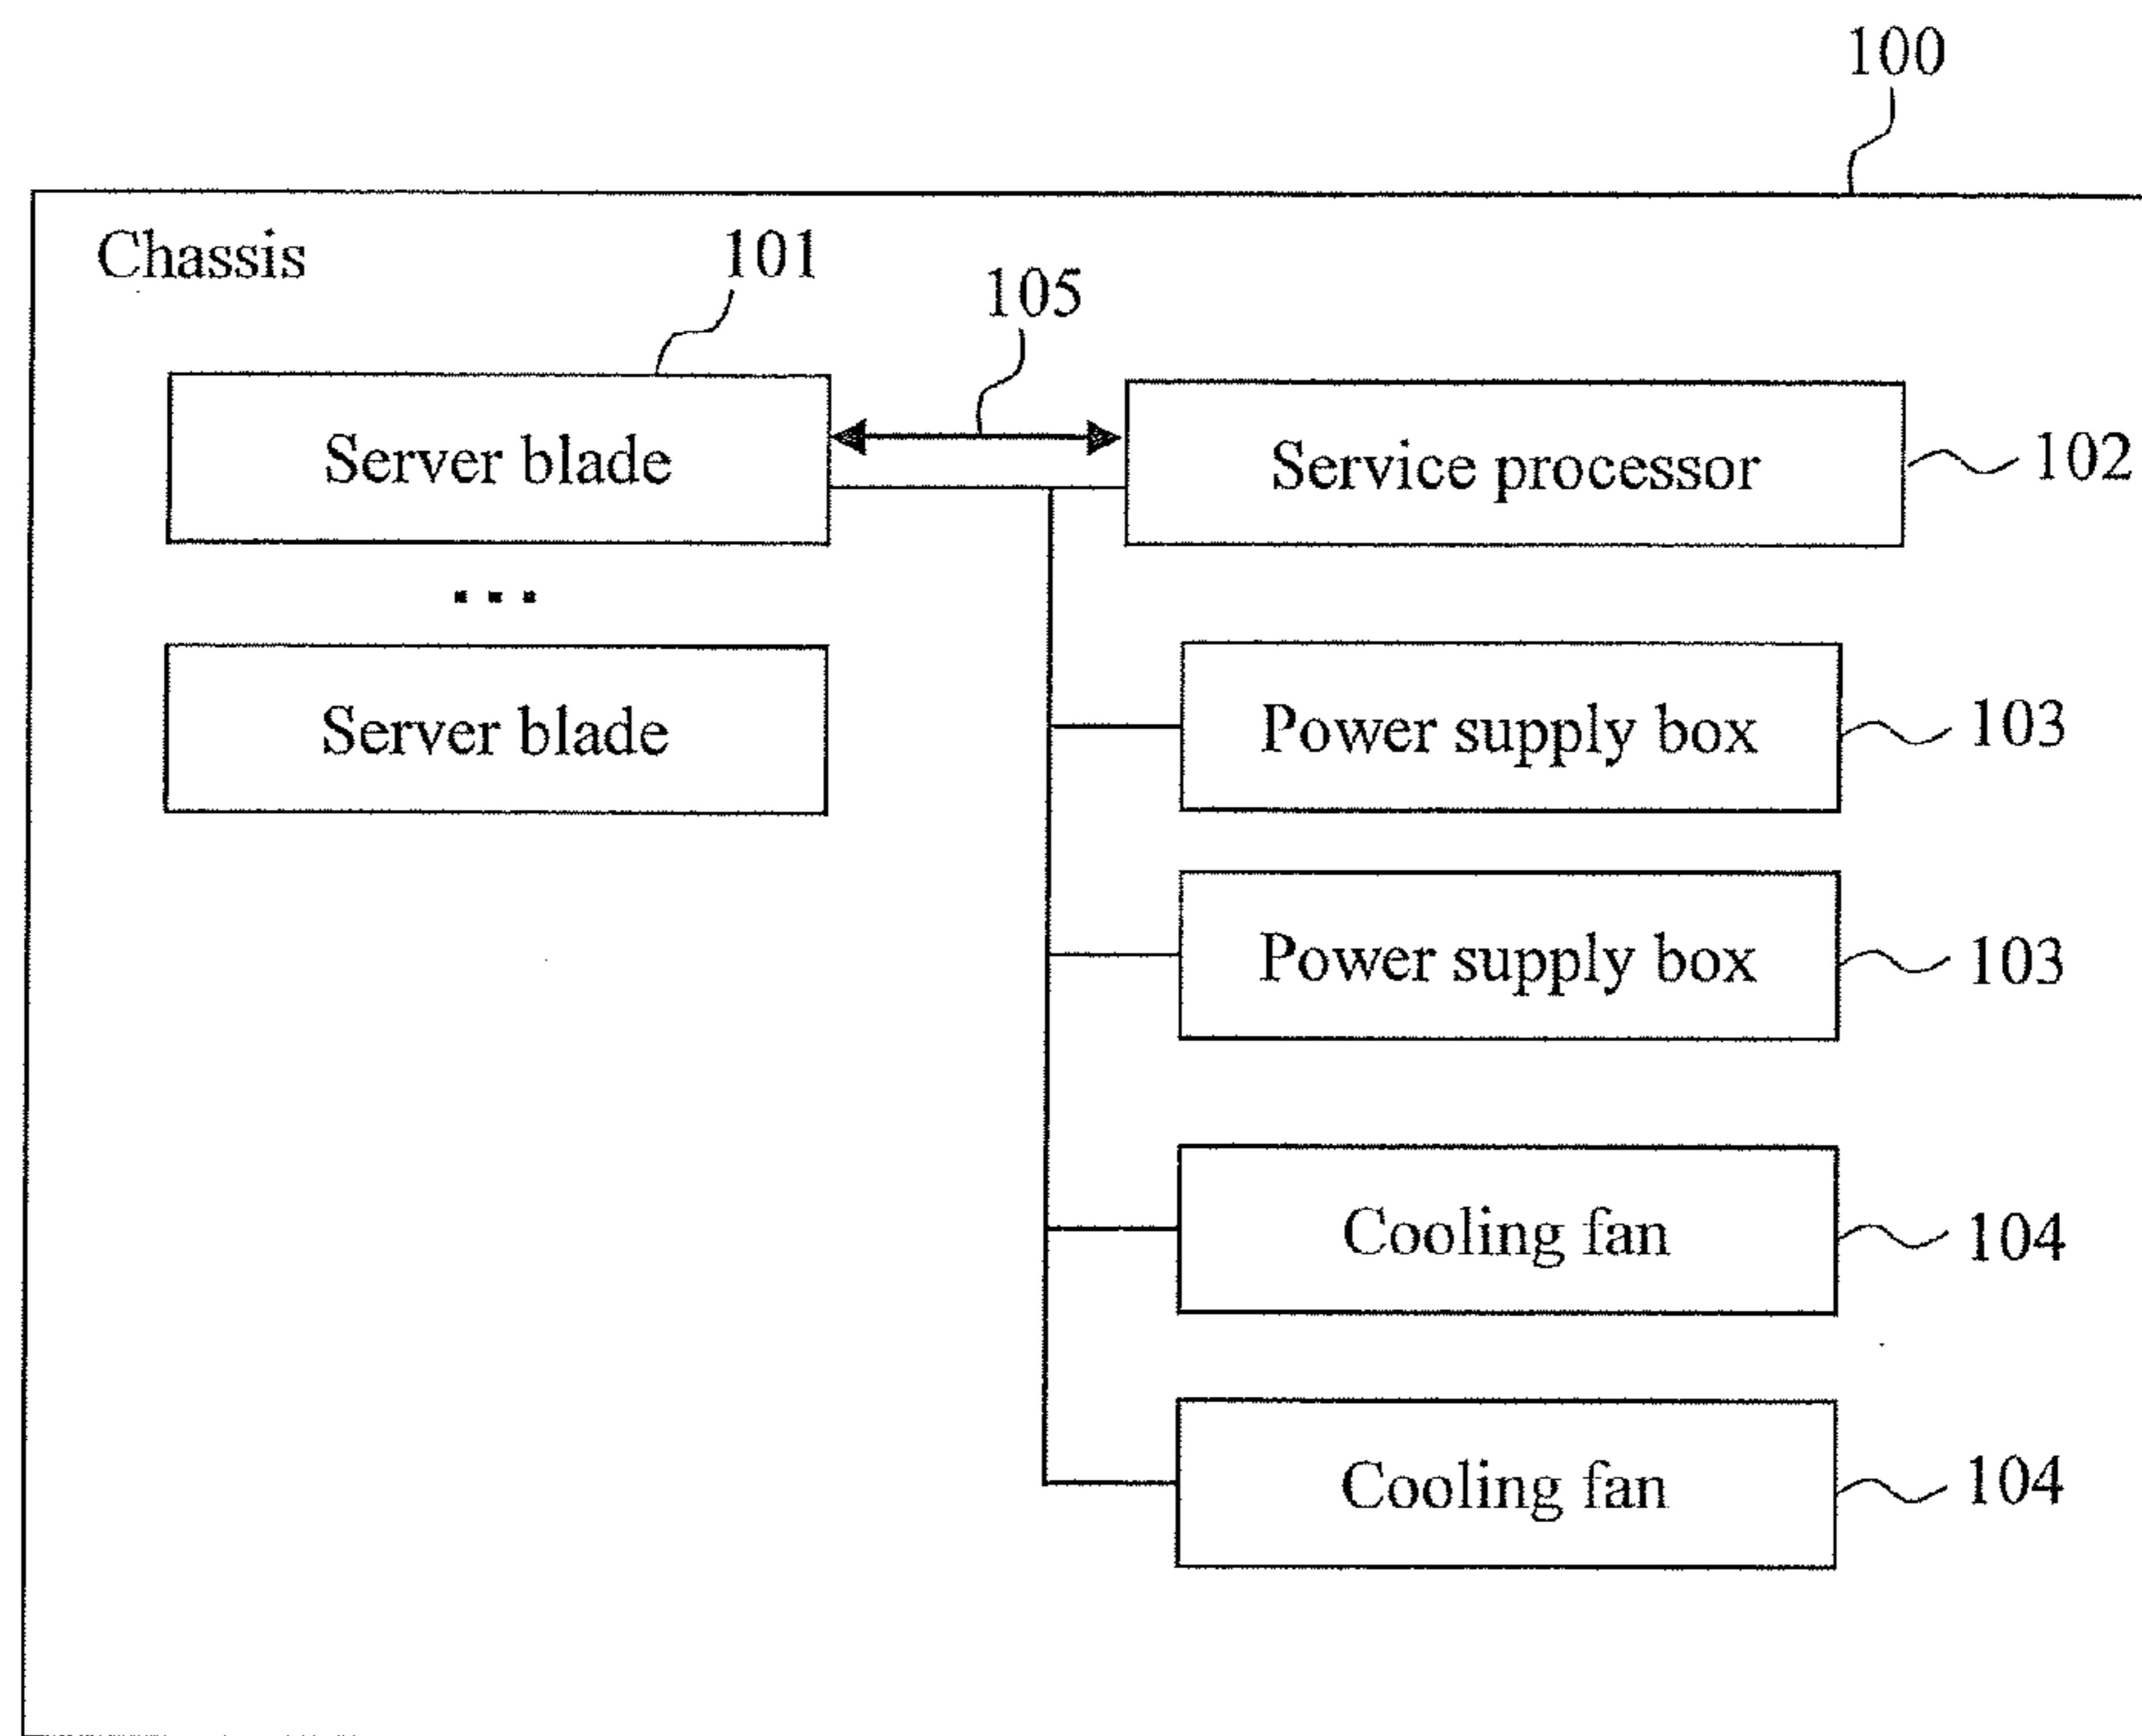 100
Chassis
101
105
Server blade
Service processor
102
...
Server blade
Power supply box
103
Power supply box
103
Cooling fan
104
Cooling fan
104